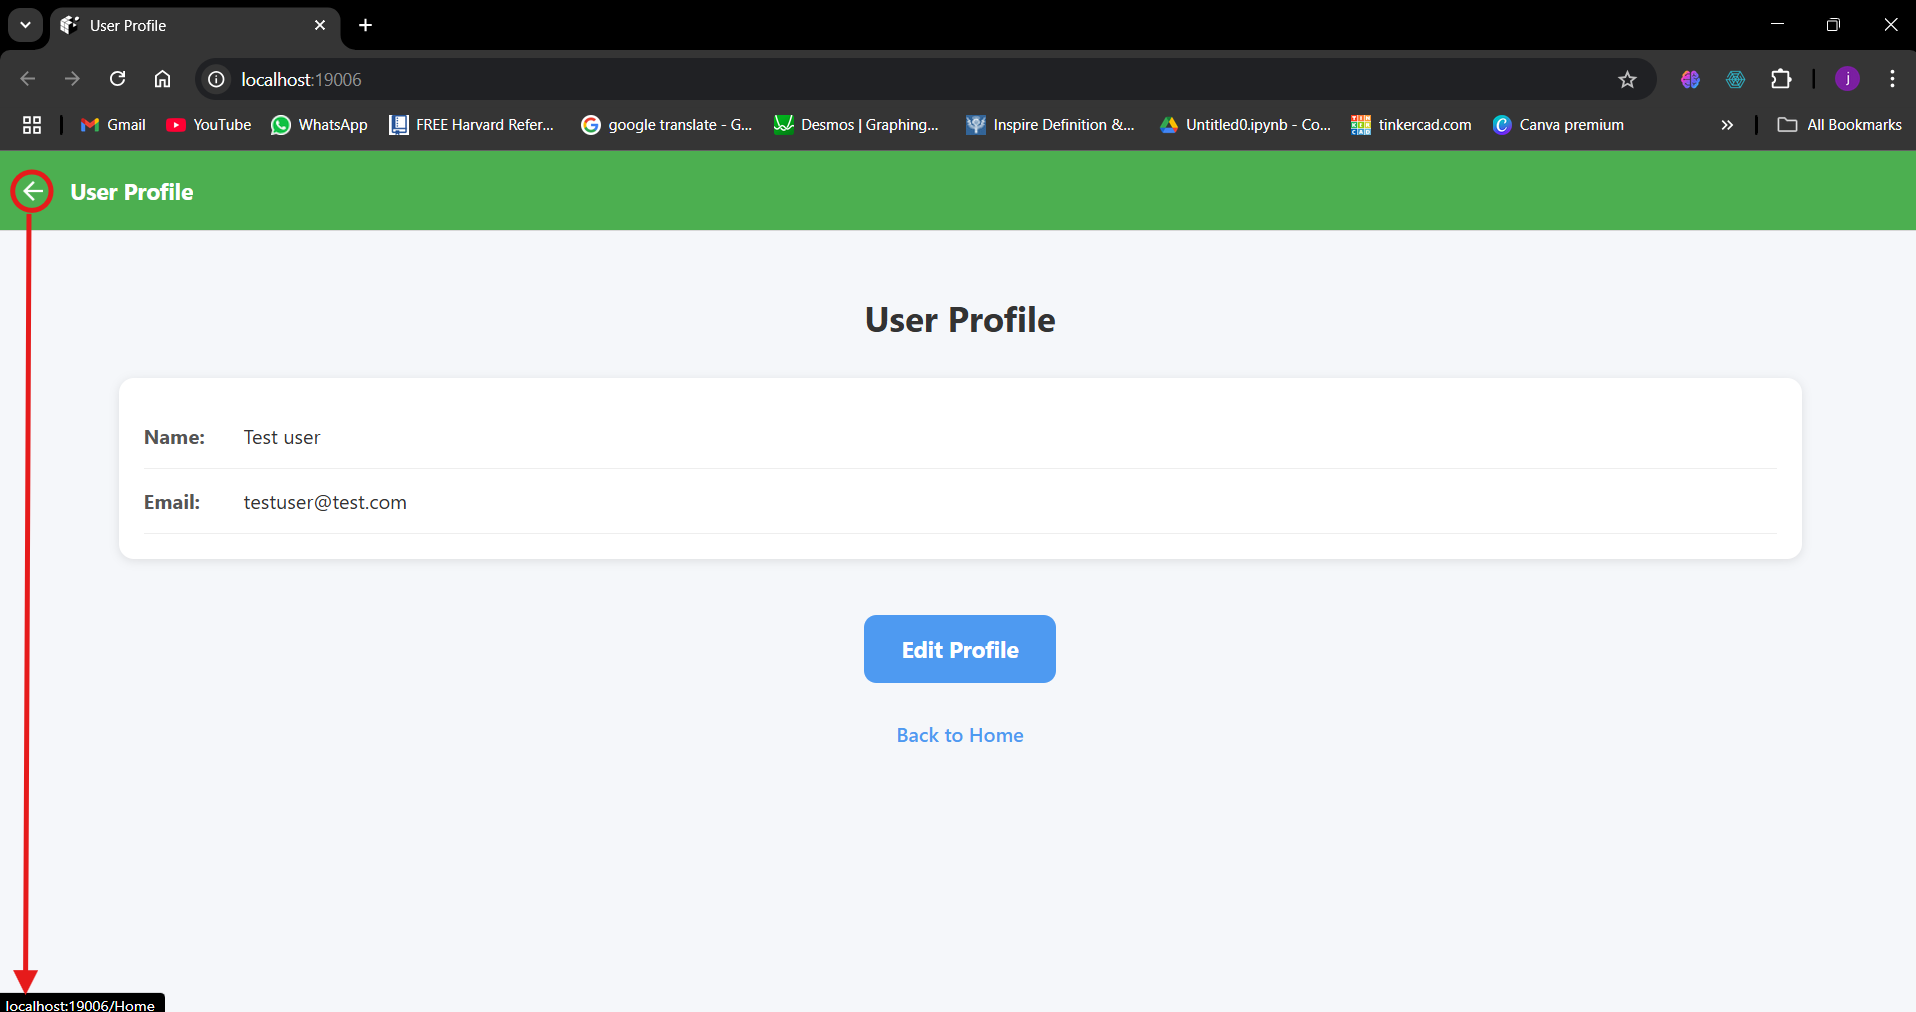 User Profile
localhost:19006
j
Gmail
YouTube
WhatsApp
FREE Harvard Refer...
google translate - G...
Desmos | Graphing...
Inspire Definition &...
Untitled0.ipynb - Co...
tinkercad.com
Canva premium
All Bookmarks
User Profile
User Profile
Name: Test user
Email: testuser@test.com
Edit Profile
Back to Home
localhost:19006/Home